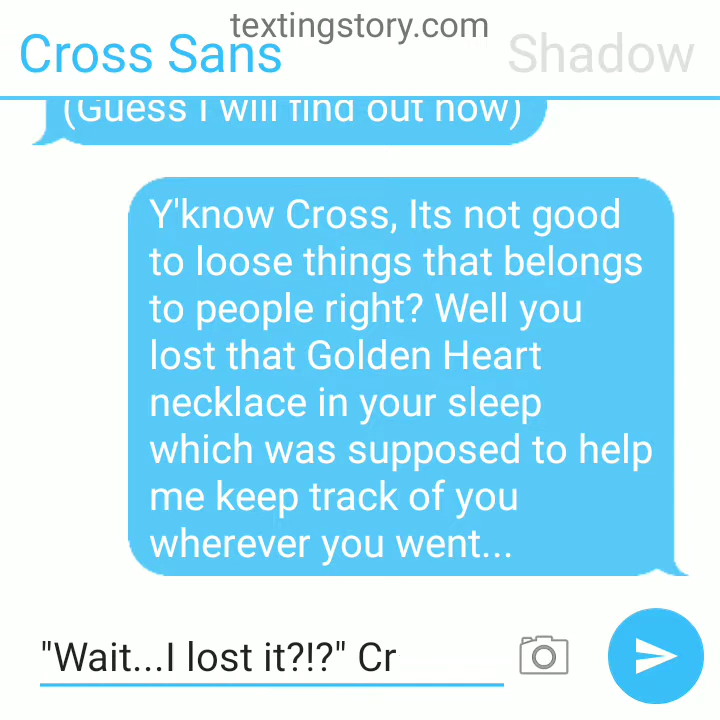 textingstory.com
Cross Sans
Shadow
(Guess I will find out now)
Y'know Cross, Its not good
to loose things that belongs
to people right? Well you
lost that Golden Heart
necklace in your sleep
which was supposed to help
me keep track of you
wherever you went...
"Wait...I lost it?!?" Cr